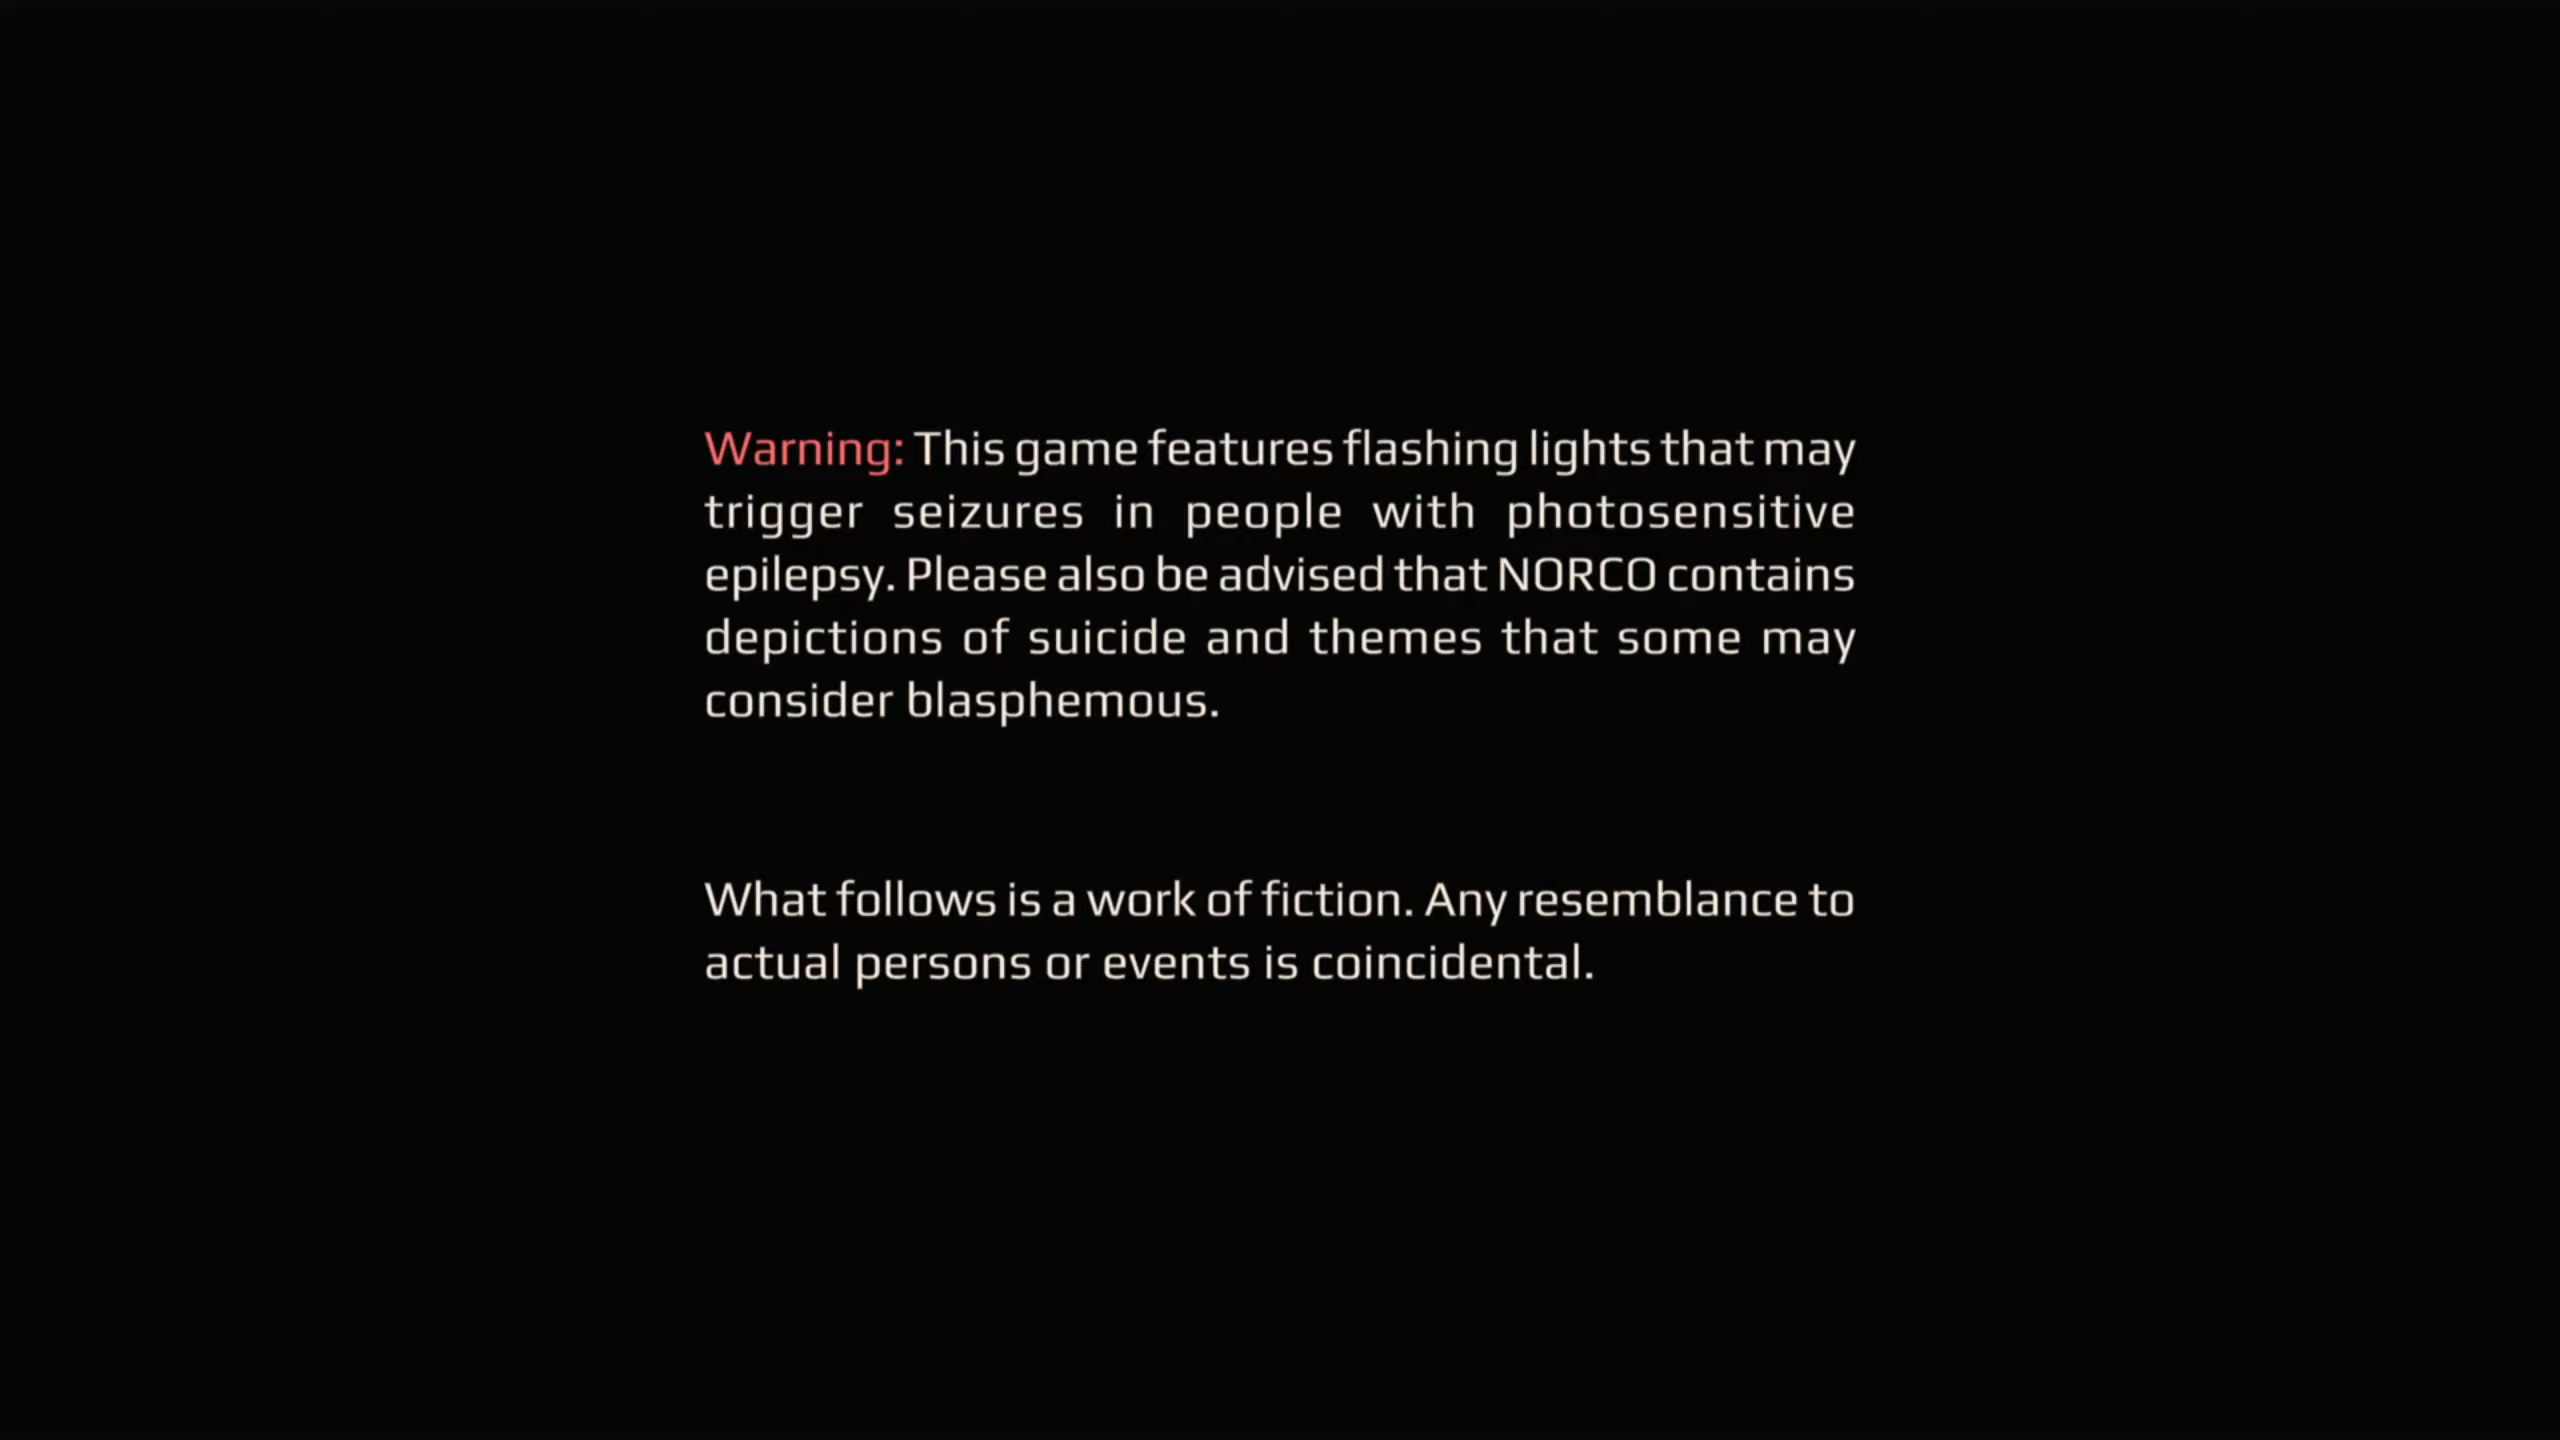 Warning: This game features flashing lights that may
trigger seizures in people with photosensitive
epilepsy. Please also be advised that NORCO contains
depictions of suicide and themes that some may
consider blasphemous.
What follows is a work of fiction. Any resemblance to
actual persons or events is coincidental.